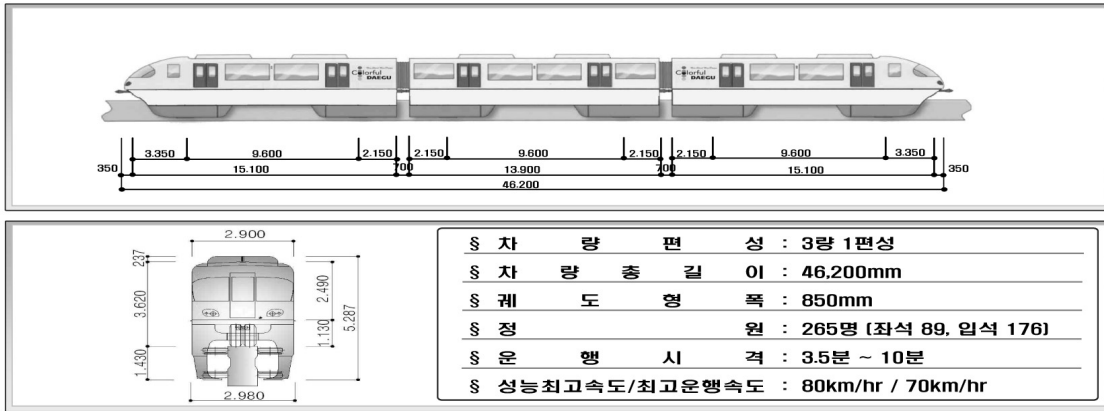 Colorful DAEGU
Colorful DAEGU
3.350 9.600 2.150 2.150 9.600 2.150 2.150 9.600 3.350
350 15.100 700 13.900 700 15.100 350
46.200
2.900
237
3.620
1.430
2.490
1.130
5.287
2.980
§ 차 량 편 성 : 3량 1편성
§ 차 량 총 길 이 : 46,200mm
§ 궤 도 형 폭 : 850mm
§ 정 원 : 265명 (좌석 89, 입석 176)
§ 운 행 시 격 : 3.5분 ~ 10분
§ 성능최고속도/최고운행속도 : 80km/hr / 70km/hr